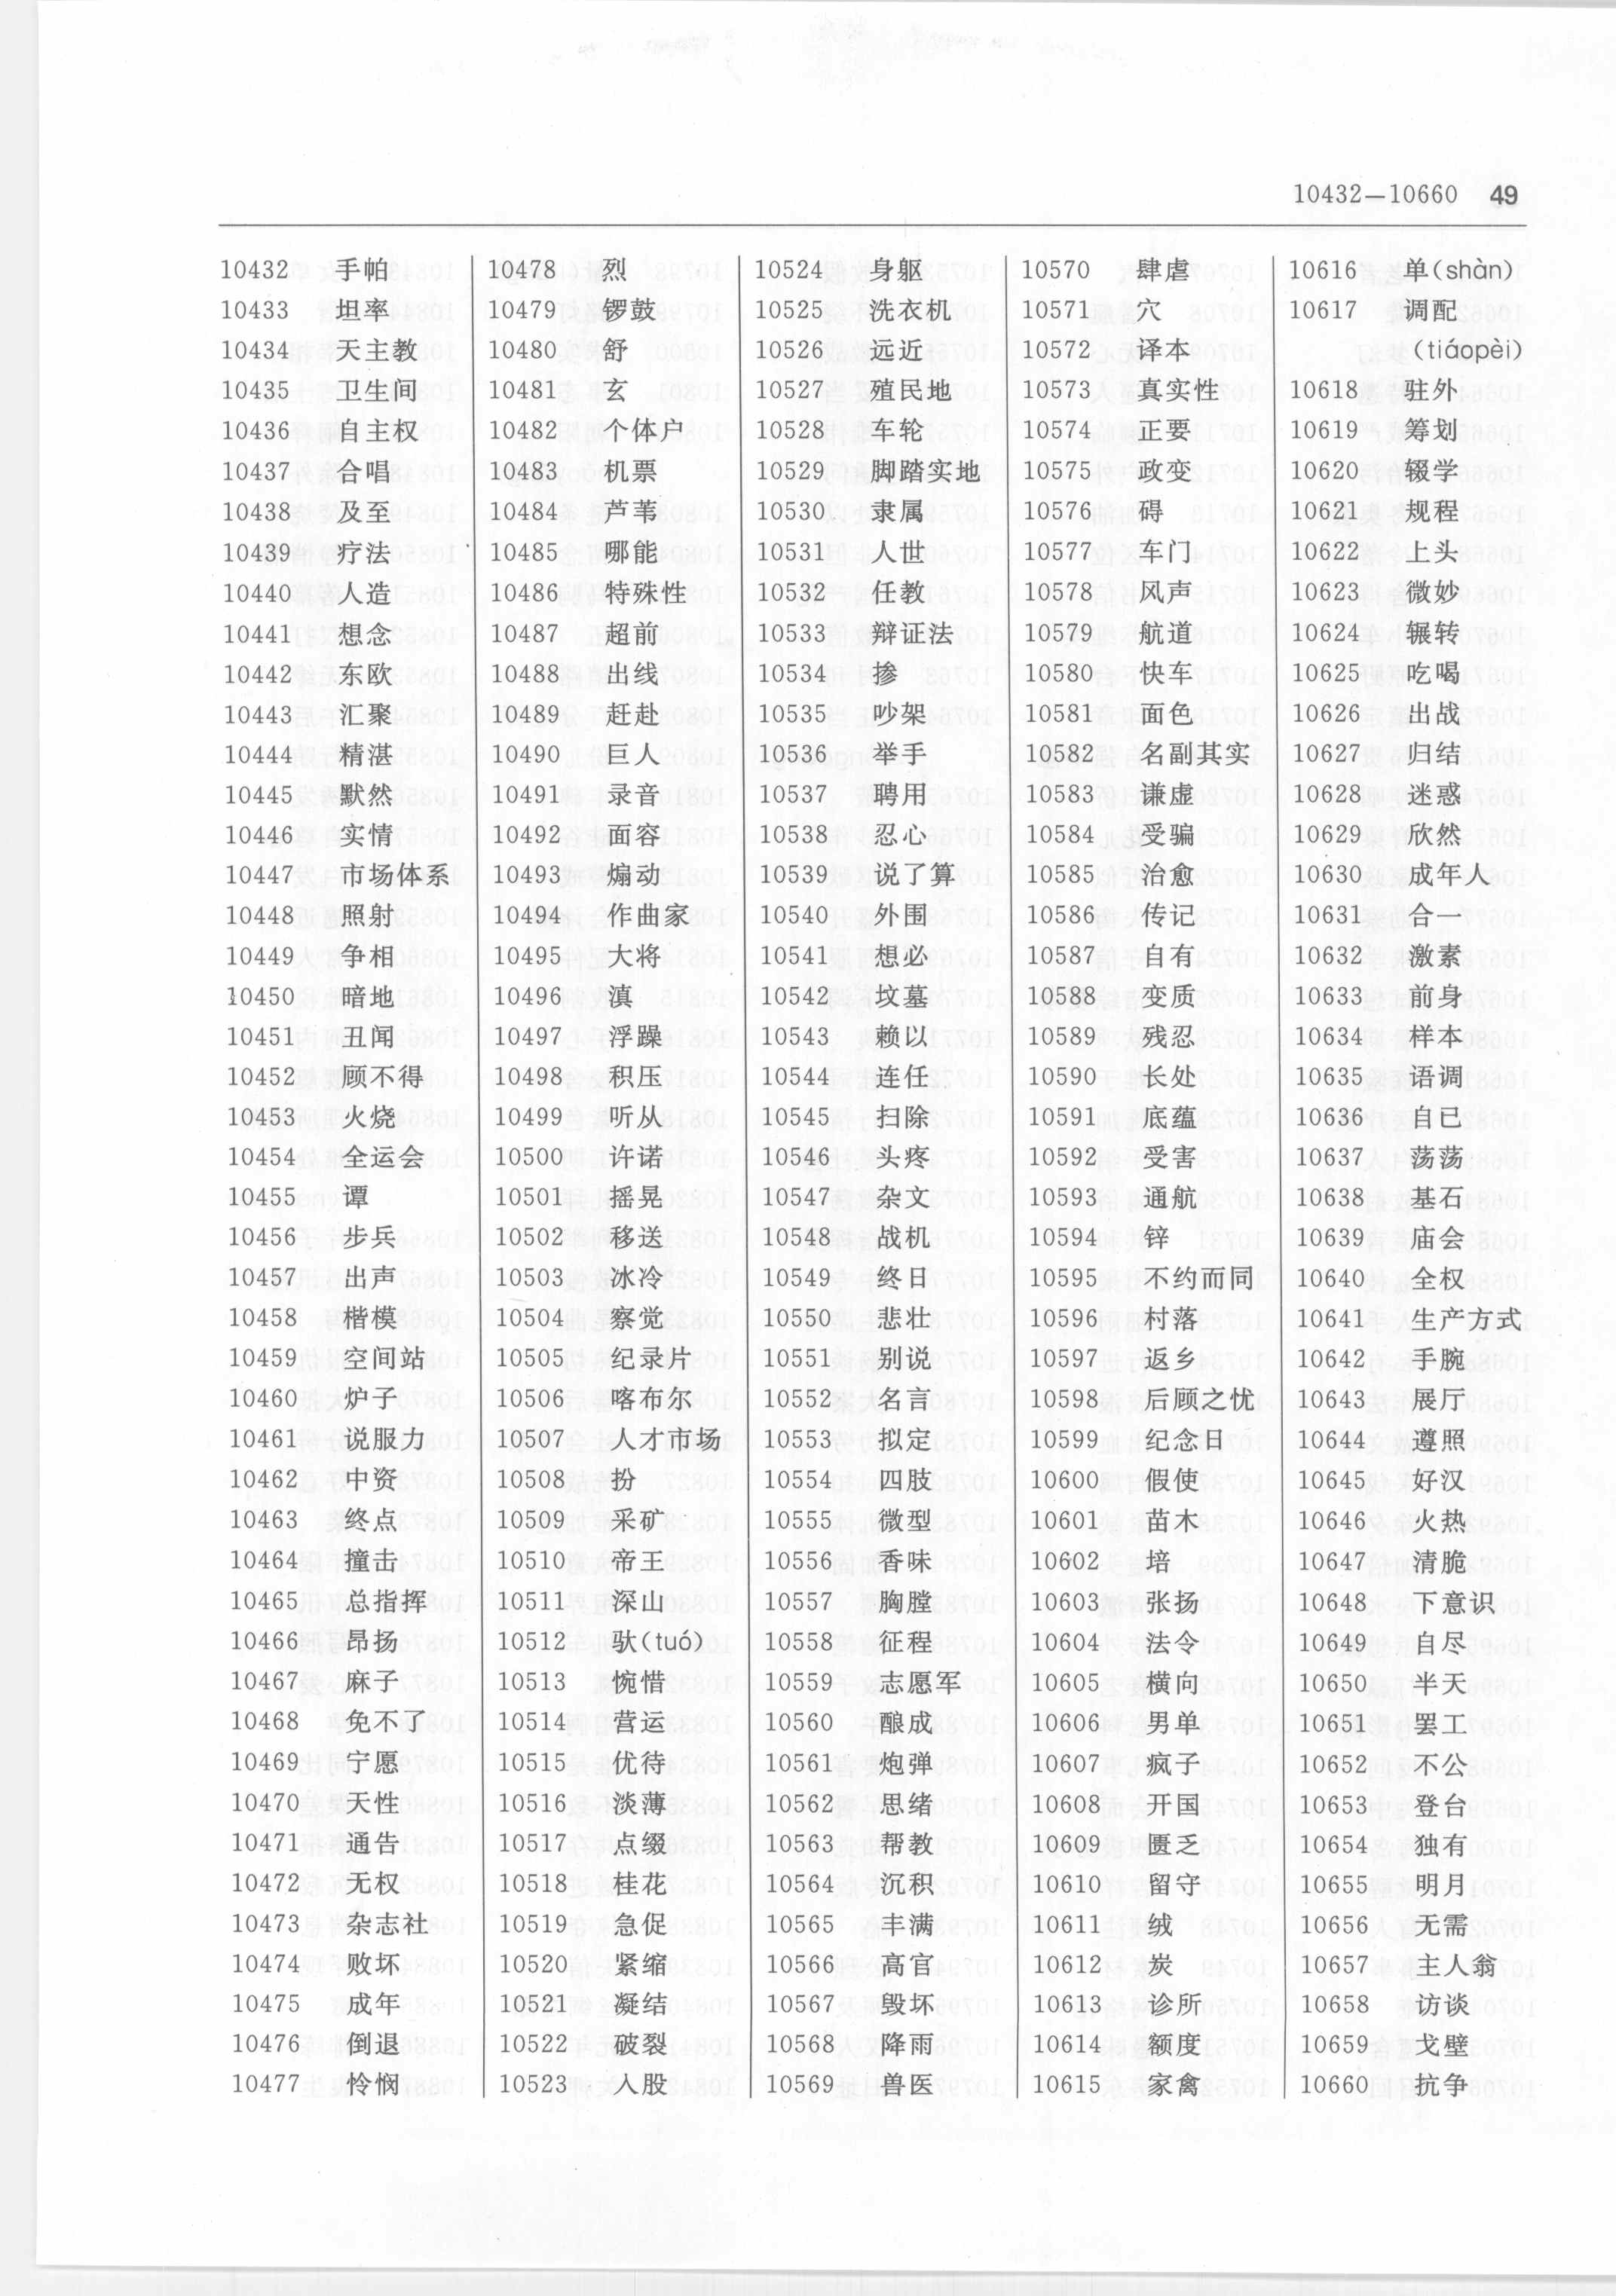 10432—10660 49
10432 手帕
10433 坦率
10434 天主教
10435 卫生间
10436 自主权
10437 合唱
10438 及至
10439 疗法
10440 人造
10441 想念
10442 东欧
10443 汇聚
10444 精湛
10445 默然
10446 实情
10447 市场体系
10448 照射
10449 争相
10450 暗地
10451 丑闻
10452 顾不得
10453 火烧
10454 全运会
10455 谭
10456 步兵
10457 出声
10458 楷模
10459 空间站
10460 炉子
10461 说服力
10462 中资
10463 终点
10464 撞击
10465 总指挥
10466 昂扬
10467 麻子
10468 免不了
10469 宁愿
10470 天性
10471 通告
10472 无权
10473 杂志社
10474 败坏
10475 成年
10476 倒退
10477 怜悯
10478 烈
10479 锣鼓
10480 舒
10481 玄
10482 个体户
10483 机票
10484 芦苇
10485 哪能
10486 特殊性
10487 超前
10488 出线
10489 赶赴
10490 巨人
10491 录音
10492 面容
10493 煽动
10494 作曲家
10495 大将
10496 滇
10497 浮躁
10498 积压
10499 听从
10500 许诺
10501 摇晃
10502 移送
10503 冰冷
10504 察觉
10505 纪录片
10506 喀布尔
10507 人才市场
10508 扮
10509 采矿
10510 帝王
10511 深山
10512 驮(tuó)
10513 惋惜
10514 营运
10515 优待
10516 淡薄
10517 点缀
10518 桂花
10519 急促
10520 紧缩
10521 凝结
10522 破裂
10523 入股
10524 身躯
10525 洗衣机
10526 远近
10527 殖民地
10528 车轮
10529 脚踏实地
10530 隶属
10531 人世
10532 任教
10533 辩证法
10534 掺
10535 吵架
10536 举手
10537 聘用
10538 忍心
10539 说了算
10540 外围
10541 想必
10542 坟墓
10543 赖以
10544 连任
10545 扫除
10546 头疼
10547 杂文
10548 战机
10549 终日
10550 悲壮
10551 别说
10552 名言
10553 拟定
10554 四肢
10555 微型
10556 香味
10557 胸膛
10558 征程
10559 志愿军
10560 酿成
10561 炮弹
10562 思绪
10563 帮教
10564 沉积
10565 丰满
10566 高官
10567 毁坏
10568 降雨
10569 兽医
10570 肆虐
10571 穴
10572 译本
10573 真实性
10574 正要
10575 政变
10576 碍
10577 车门
10578 风声
10579 航道
10580 快车
10581 面色
10582 名副其实
10583 谦虚
10584 受骗
10585 治愈
10586 传记
10587 自有
10588 变质
10589 残忍
10590 长处
10591 底蕴
10592 受害
10593 通航
10594 锌
10595 不约而同
10596 村落
10597 返乡
10598 后顾之忧
10599 纪念日
10600 假使
10601 苗木
10602 培
10603 张扬
10604 法令
10605 横向
10606 男单
10607 疯子
10608 开国
10609 匮乏
10610 留守
10611 绒
10612 炭
10613 诊所
10614 额度
10615 家禽
10616 单(shàn)
10617 调配
(tiáopèi)
10618 驻外
10619 筹划
10620 辍学
10621 规程
10622 上头
10623 微妙
10624 辗转
10625 吃喝
10626 出战
10627 归结
10628 迷惑
10629 欣然
10630 成年人
10631 合一
10632 激素
10633 前身
10634 样本
10635 语调
10636 自已
10637 荡荡
10638 基石
10639 庙会
10640 全权
10641 生产方式
10642 手腕
10643 展厅
10644 遵照
10645 好汉
10646 火热
10647 清脆
10648 下意识
10649 自尽
10650 半天
10651 罢工
10652 不公
10653 登台
10654 独有
10655 明月
10656 无需
10657 主人翁
10658 访谈
10659 戈壁
10660 抗争